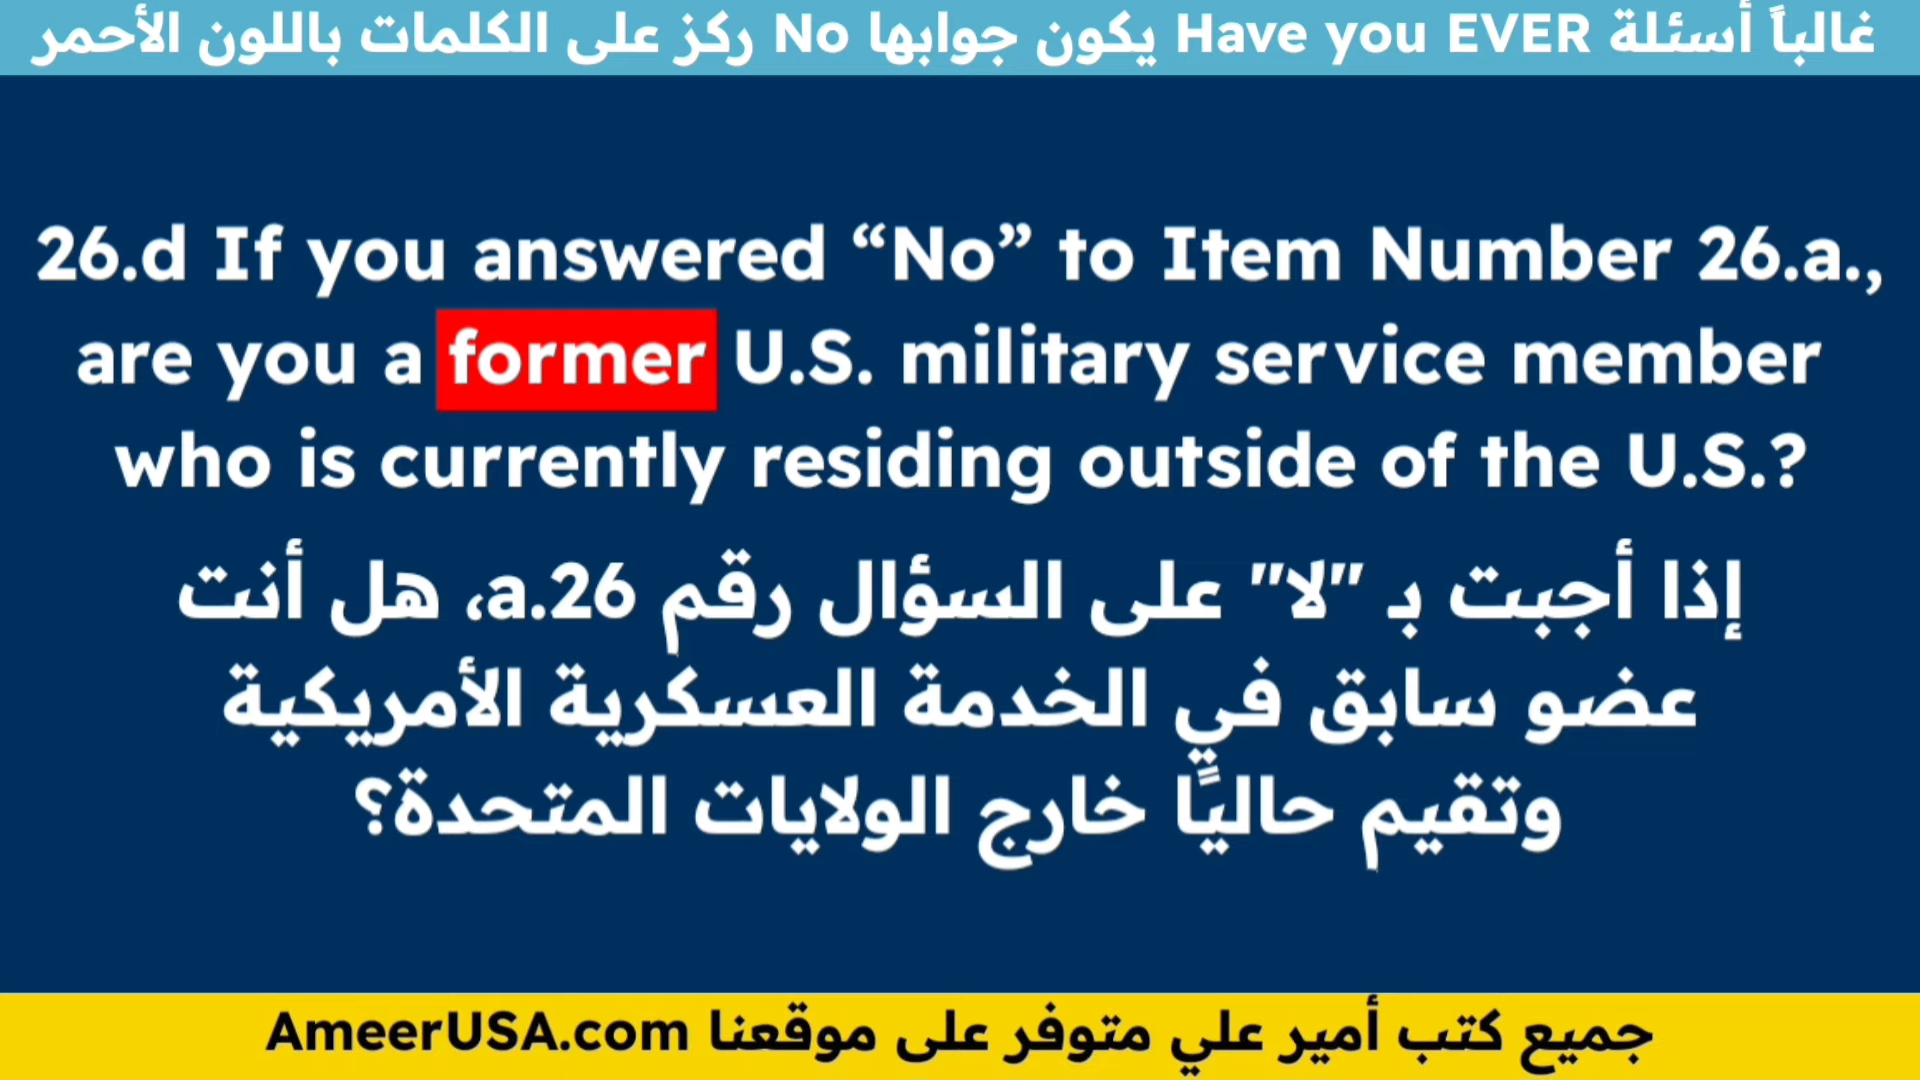 غالباً أسئلة Have you EVER يكون جوابها No ركز على الكلمات باللون الأحمر
26.d If you answered “No” to Item Number 26.a.,
are you a former U.S. military service member
who is currently residing outside of the U.S.?
إذا أجبت بـ "لا" على السؤال رقم 26.a، هل أنت
عضو سابق في الخدمة العسكرية الأمريكية
وتقيم حاليًا خارج الولايات المتحدة؟
جميع كتب أمير علي متوفر على موقعنا AmeerUSA.com